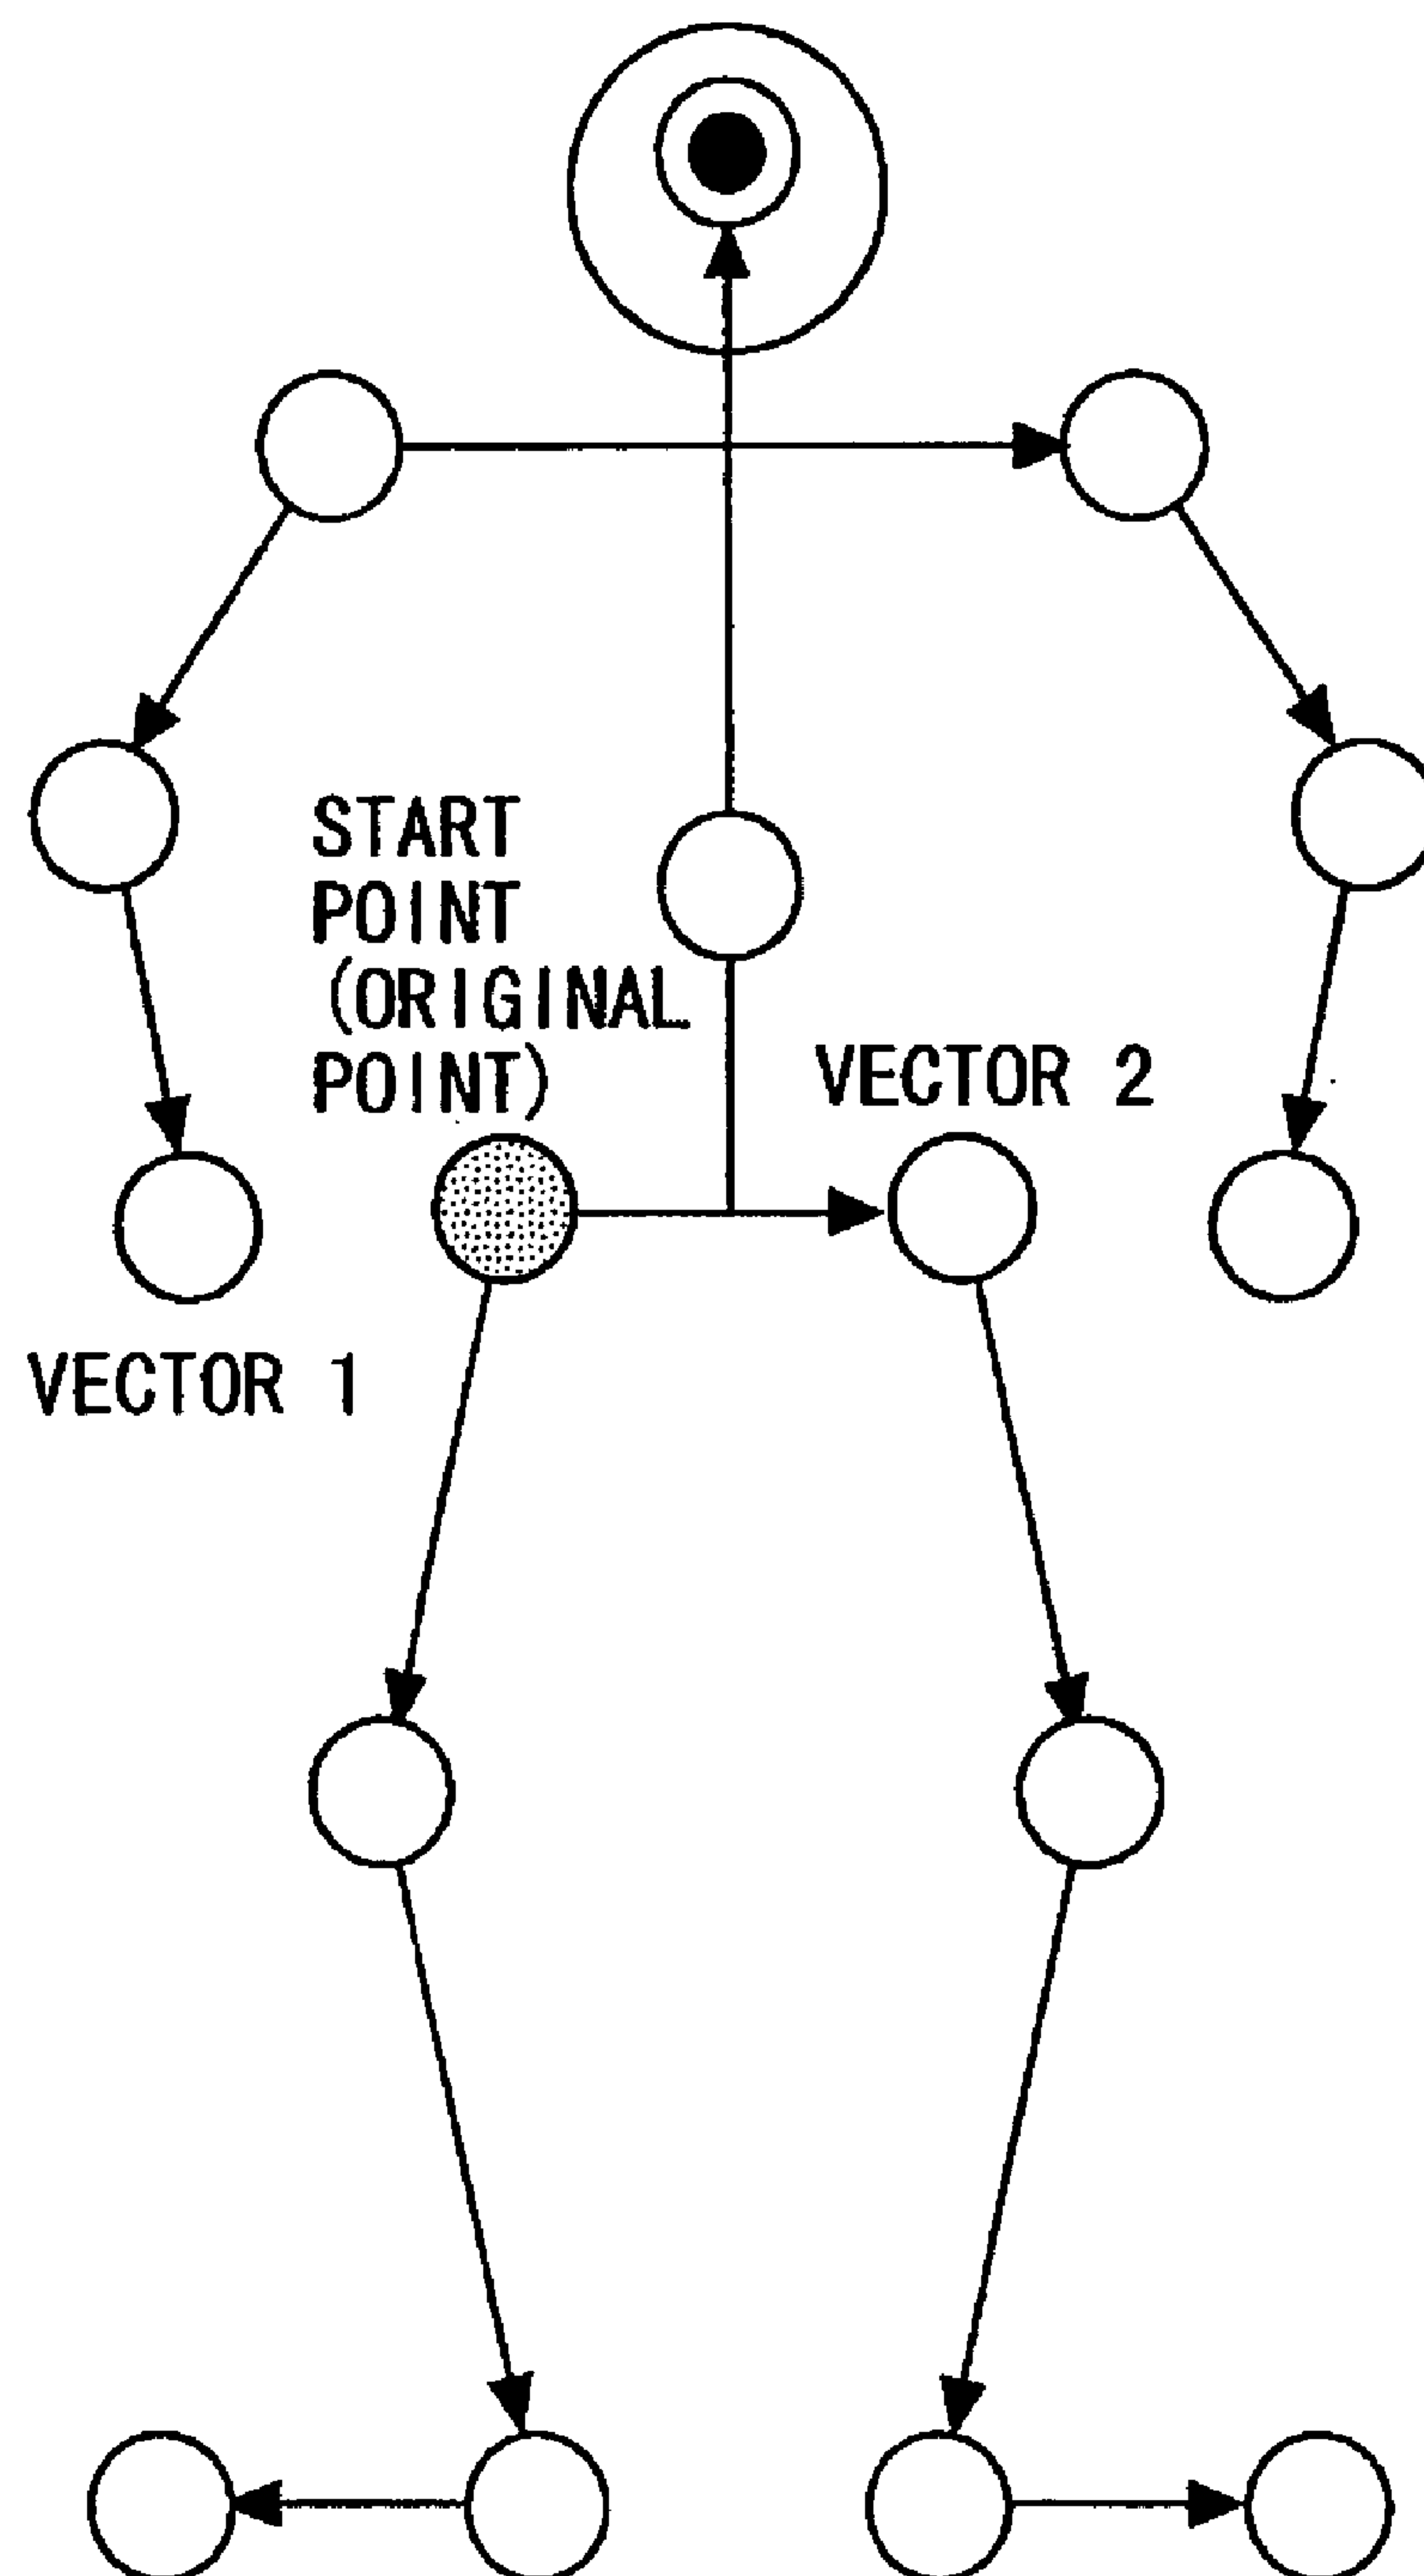 START
POINT
(ORIGINAL
POINT)
VECTOR 2
VECTOR 1